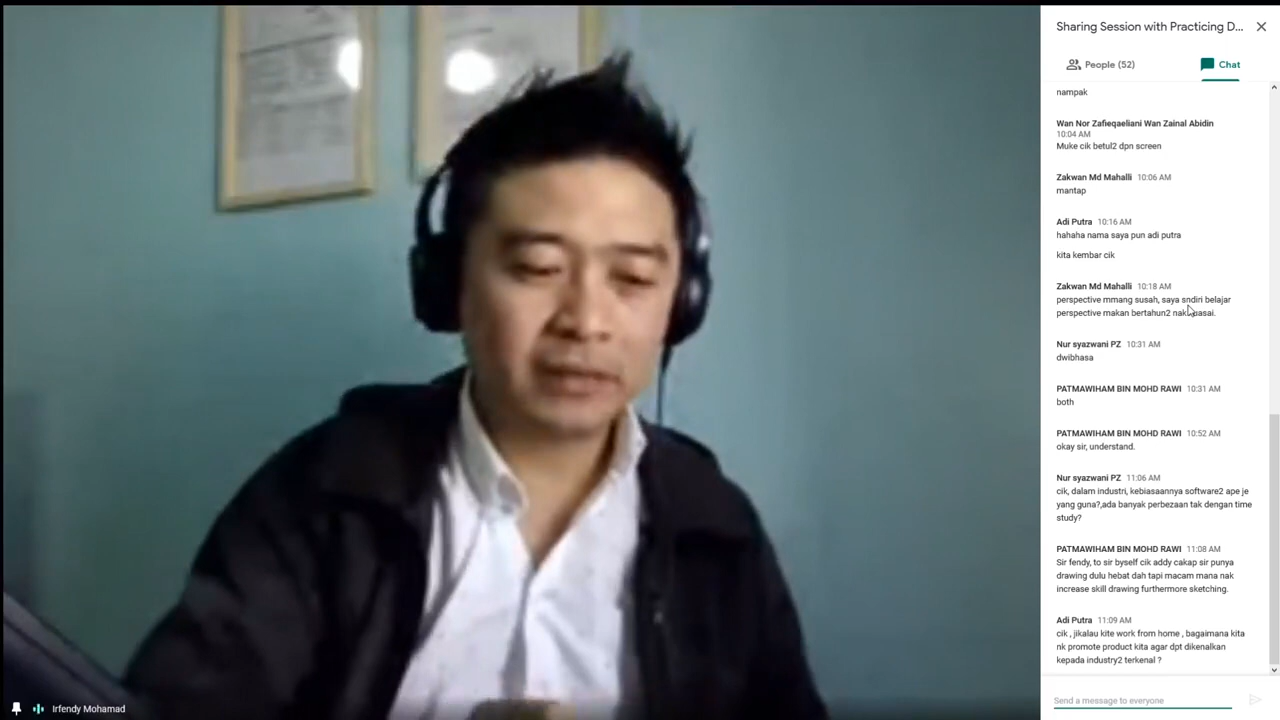 Sharing Session with Practicing D...
People (52)
Chat
nampak
Wan Nor Zafieqaeliani Wan Zainal Abidin
10:04 AM
Muke cik betul2 dpn screen
Zakwan Md Mahalli 10:06 AM
mantap
Adi Putra 10:16 AM
hahaha nama saya pun adi putra
kita kembar cik
Zakwan Md Mahalli 10:18 AM
perspective mmang susah, saya sndiri belajar
perspective makan bertahun2
Nur syazwani PZ 10:31 AM
dwibhasa
PATMAWIHAM BIN MOHD RAWI 10:31 AM
both
PATMAWIHAM BIN MOHD RAWI 10:52 AM
okay sir, understand.
Nur syazwani PZ 11:06 AM
cik, dalam industri, kebiasaannya software2 ape je
yang guna?,ada banyak perbezaan tak dengan time
study?
PATMAWIHAM BIN MOHD RAWI 11:08 AM
Sir fendy, to sir byself cik addy cakap sir punya
drawing dulu hebat dah tapi macam mana nak
increase skill drawing furthermore sketching.
Adi Putra 11:09 AM
cik , jikalau kite work from home , bagaimana kita
nk promote product kita agar dpt dikenalkan
kepada industry2 terkenal ?
Send a message to everyone
Irfendy Mohamad